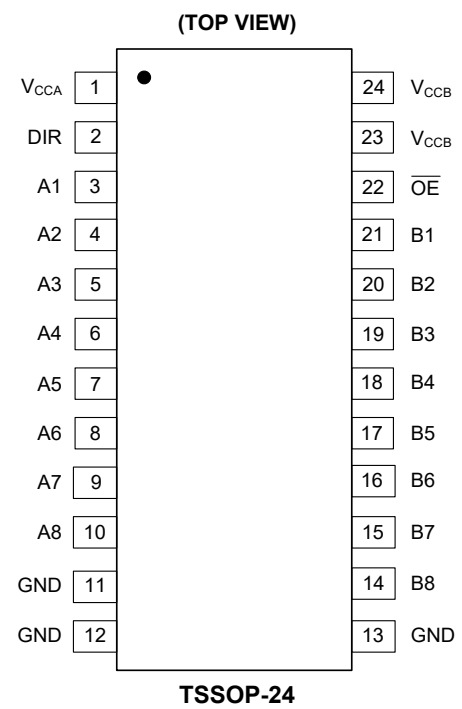 (TOP VIEW)
VCCA 1 24 VCCB
DIR 2 23 VCCB
A1 3 22 O̅E̅
A2 4 21 B1
A3 5 20 B2
A4 6 19 B3
A5 7 18 B4
A6 8 17 B5
A7 9 16 B6
A8 10 15 B7
GND 11 14 B8
GND 12 13 GND
TSSOP-24